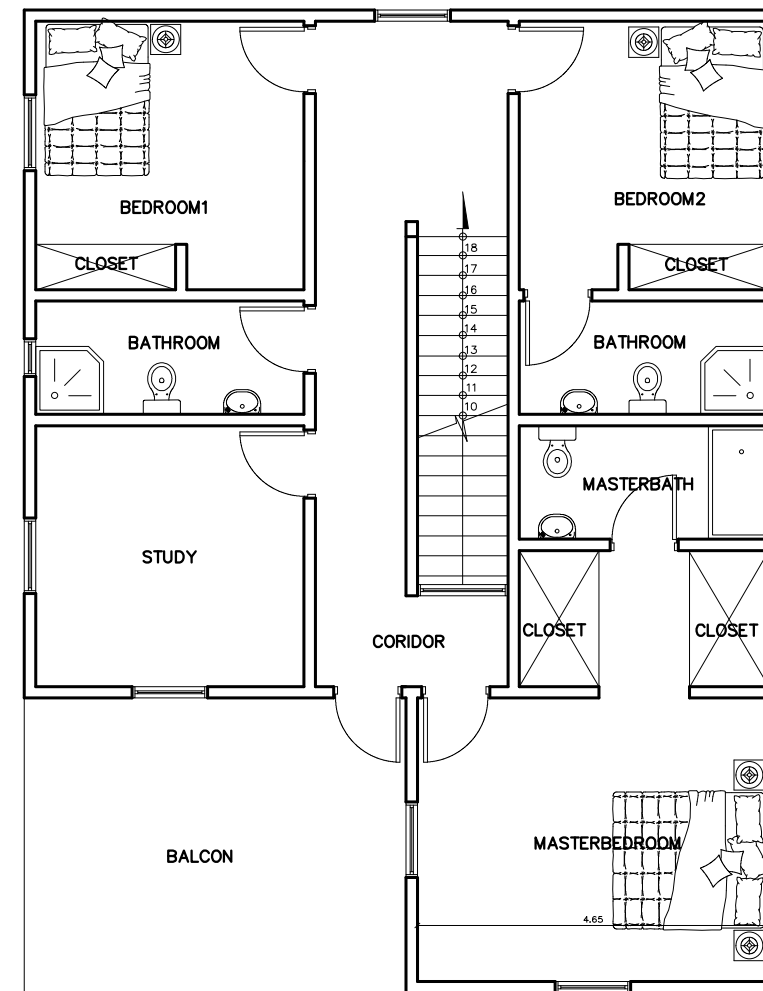 BEDROOM1
BEDROOM2
CLOSET
CLOSET
18
17
16
15
14
13
12
11
10
BATHROOM
BATHROOM
MASTERBATH
STUDY
CORIDOR
CLOSET
CLOSET
BALCON
MASTERBEDROOM
4.65